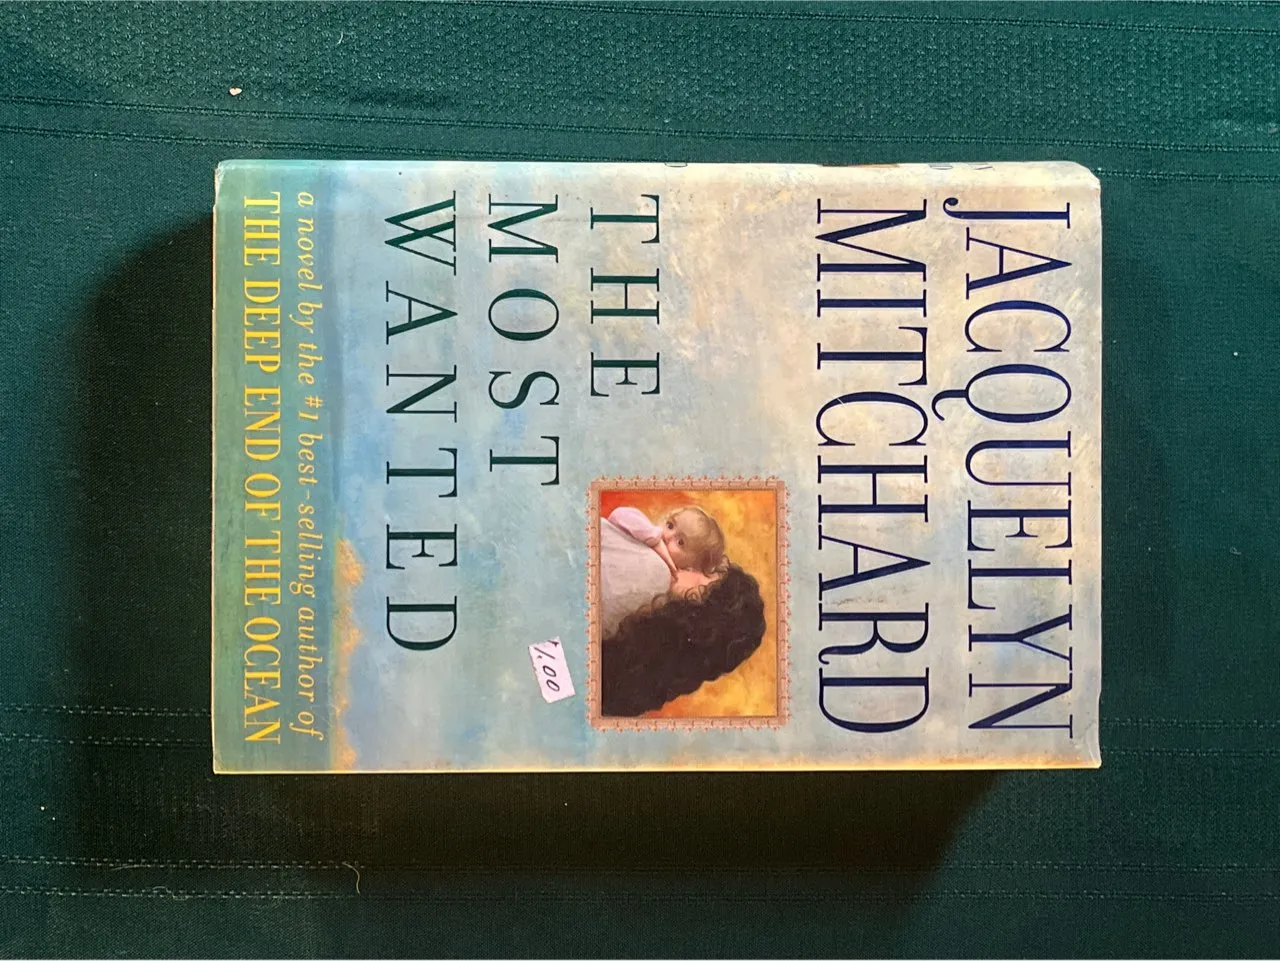 JACQUELYN
MITCHARD
THE
MOST
WANTED
1.00
a novel by the #1 best-selling author of
THE DEEP END OF THE OCEAN